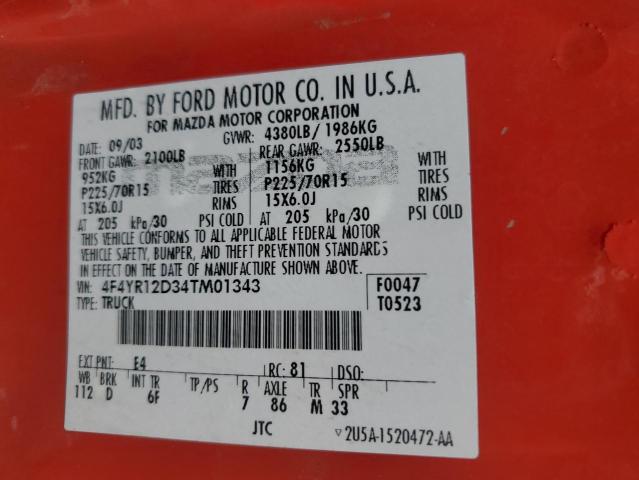 MFD. BY FORD MOTOR CO. IN U.S.A.
FOR MAZDA MOTOR CORPORATION
DATE: 09/03 GVWR: 4380LB/ 1986KG
FRONT GAWR: 2100LB REAR GAWR: 2550LB
952KG WITH 1156KG WITH
P225/70R15 TIRES P225/70R15 TIRES
15X6.0J RIMS 15X6.0J RIMS
AT 205 kPa/30 PSI COLD AT 205 kPa/30 PSI COLD
THIS VEHICLE CONFORMS TO ALL APPLICABLE FEDERAL MOTOR
VEHICLE SAFETY, BUMPER, AND THEFT PREVENTION STANDARDS
IN EFFECT ON THE DATE OF MANUFACTURE SHOWN ABOVE.
VIN: 4F4YR12D34TM01343 F0047
TYPE: TRUCK T0523
EXT PNT: E4 RC: 81 DSO:
WB BRK INT TR TP/PS R AXLE TR SPR
112 D 6F 7 86 M 33
JTC 2U5A-1520472-AA
mazda